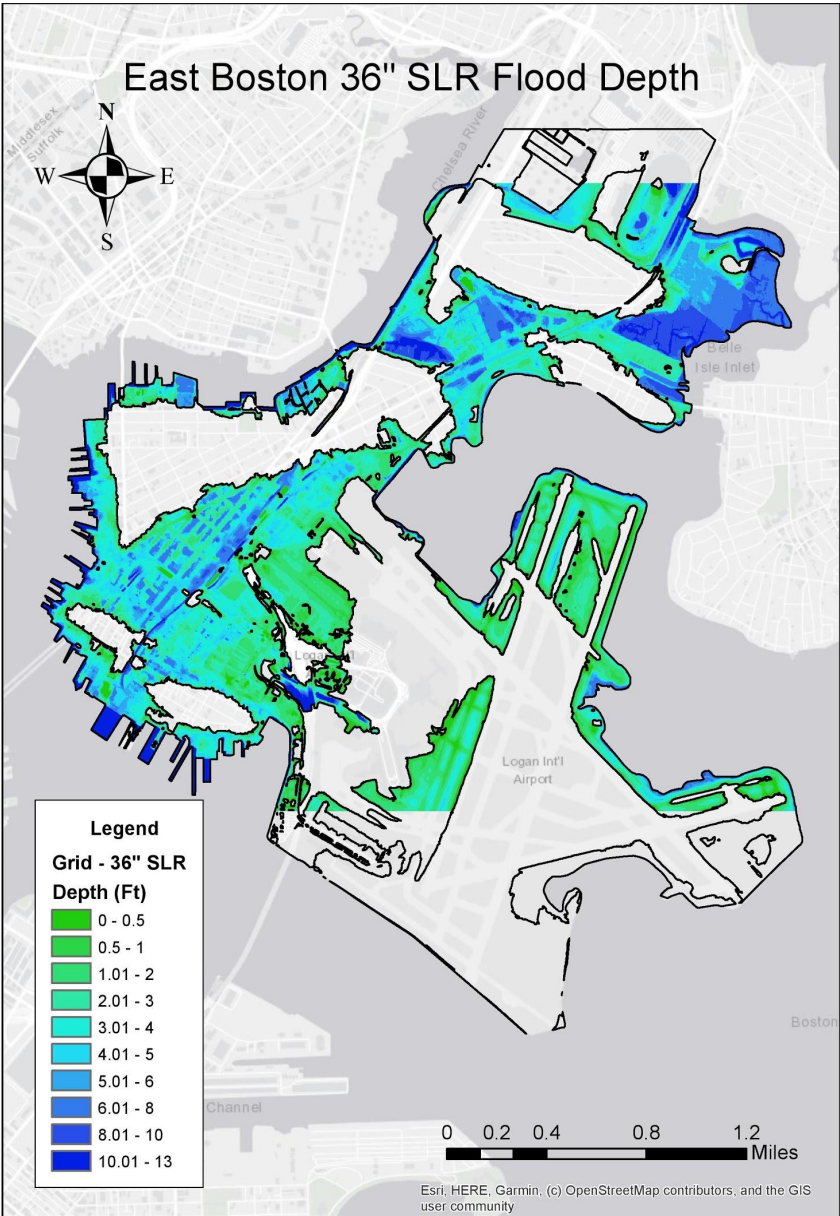 East Boston 36" SLR Flood Depth
N
W
E
S
Middlesex
Suffolk
Chelsea River
Belle
Isle Inlet
Logan Int'l
Airport
Boston
Channel
Legend
Grid - 36" SLR
Depth (Ft)
0 - 0.5
0.5 - 1
1.01 - 2
2.01 - 3
3.01 - 4
4.01 - 5
5.01 - 6
6.01 - 8
8.01 - 10
10.01 - 13
0 0.2 0.4 0.8 1.2
Miles
Esri, HERE, Garmin, (c) OpenStreetMap contributors, and the GIS
user community